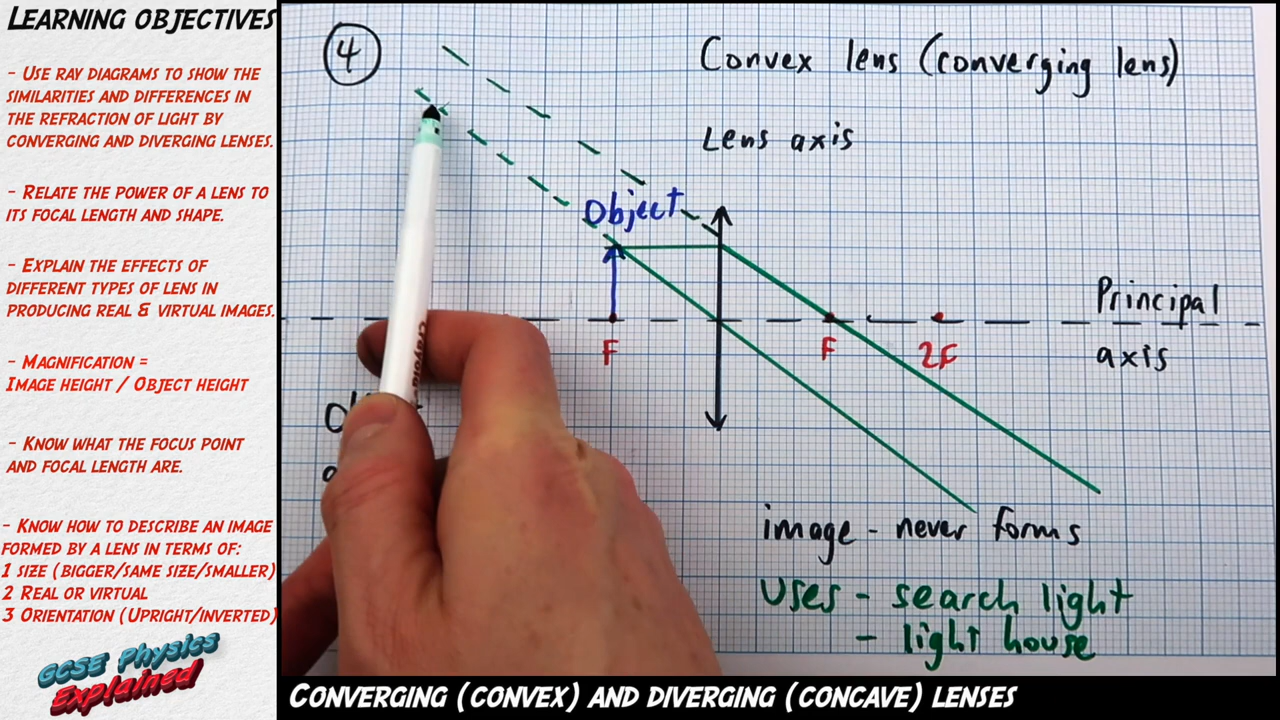 LEARNING OBJECTIVES
- USE RAY DIAGRAMS TO SHOW THE
SIMILARITIES AND DIFFERENCES IN
THE REFRACTION OF LIGHT BY
CONVERGING AND DIVERGING LENSES.
- RELATE THE POWER OF A LENS TO
ITS FOCAL LENGTH AND SHAPE.
- EXPLAIN THE EFFECTS OF
DIFFERENT TYPES OF LENS IN
PRODUCING REAL & VIRTUAL IMAGES.
- MAGNIFICATION =
IMAGE HEIGHT / OBJECT HEIGHT
- KNOW WHAT THE FOCUS POINT
AND FOCAL LENGTH ARE.
- KNOW HOW TO DESCRIBE AN IMAGE
FORMED BY A LENS IN TERMS OF:
1 SIZE (BIGGER/SAME SIZE/SMALLER)
2 REAL OR VIRTUAL
3 ORIENTATION (UPRIGHT/INVERTED)
GCSE Physics
Explained
4
Convex lens (converging lens)
Lens axis
Object
Principal
axis
F
F
2F
image - never forms
Uses - search light
- light house
CONVERGING (CONVEX) AND DIVERGING (CONCAVE) LENSES